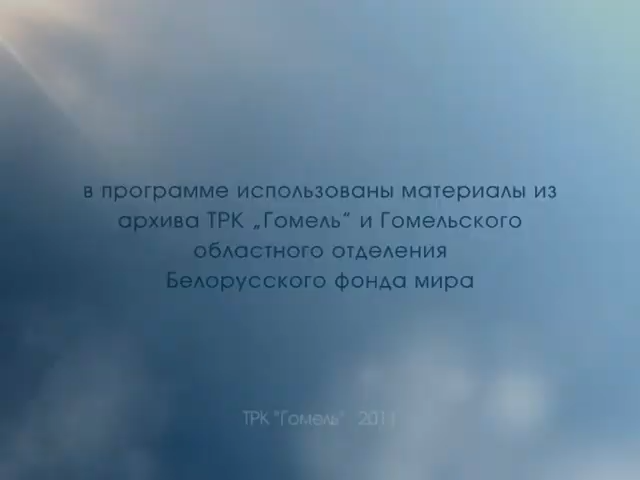 в программе использованы материалы из
архива ТРК „Гомель“ и Гомельского
областного отделения
Белорусского фонда мира
ТРК "Гомель" 2011